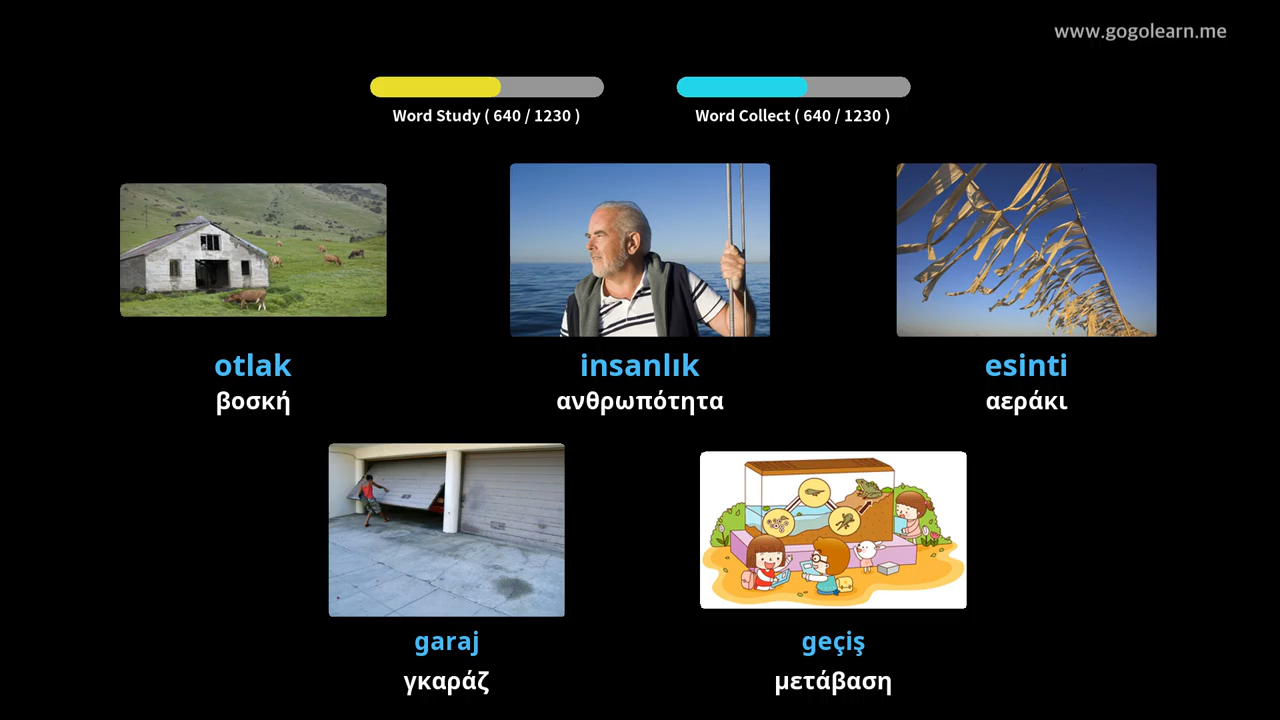 www.gogolearn.me
Word Study ( 640 / 1230 )
Word Collect ( 640 / 1230 )
otlak
βοσκή
insanlık
ανθρωπότητα
esinti
αεράκι
garaj
γκαράζ
geçiş
μετάβαση